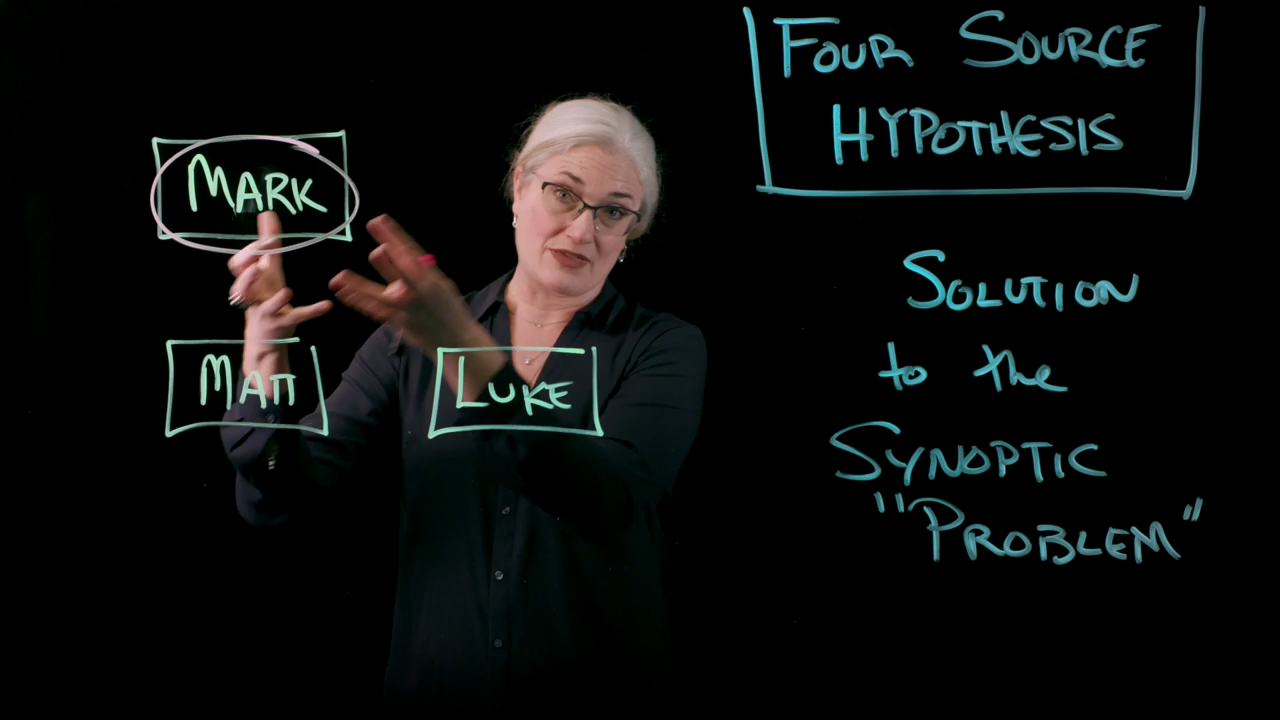 FOUR SOURCE
HYPOTHESIS
MARK
SOLUTION
to the
MATT
LUKE
SYNOPTIC
"PROBLEM"